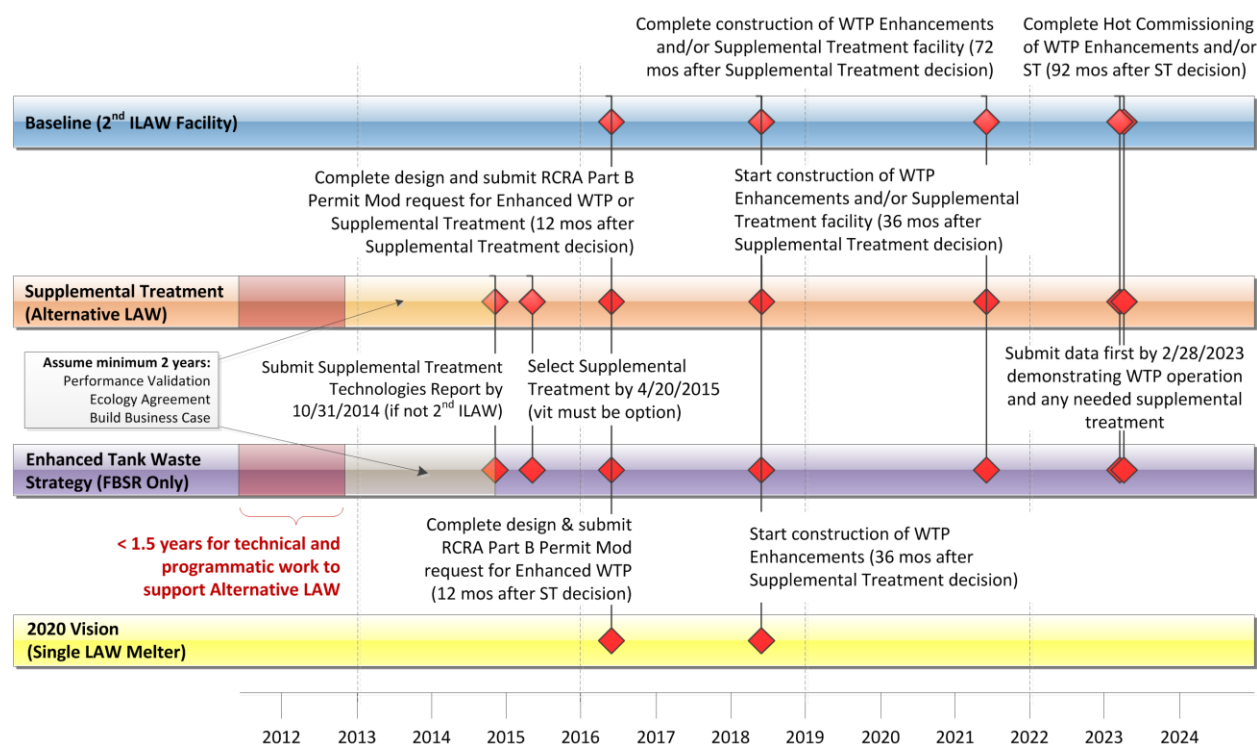 Complete construction of WTP Enhancements
and/or Supplemental Treatment facility (72
mos after Supplemental Treatment decision)
Complete Hot Commissioning
of WTP Enhancements and/or
ST (92 mos after ST decision)
Baseline (2nd ILAW Facility)
Complete design and submit RCRA Part B
Permit Mod request for Enhanced WTP or
Supplemental Treatment (12 mos after
Supplemental Treatment decision)
Start construction of WTP
Enhancements and/or Supplemental
Treatment facility (36 mos after
Supplemental Treatment decision)
Supplemental Treatment
(Alternative LAW)
Assume minimum 2 years:
Performance Validation
Ecology Agreement
Build Business Case
Submit Supplemental Treatment
Technologies Report by
10/31/2014 (if not 2nd ILAW)
Select Supplemental
Treatment by 4/20/2015
(vit must be option)
Submit data first by 2/28/2023
demonstrating WTP operation
and any needed supplemental
treatment
Enhanced Tank Waste
Strategy (FBSR Only)
< 1.5 years for technical and
programmatic work to
support Alternative LAW
Complete design & submit
RCRA Part B Permit Mod
request for Enhanced WTP
(12 mos after ST decision)
Start construction of WTP
Enhancements (36 mos after
Supplemental Treatment decision)
2020 Vision
(Single LAW Melter)
2012 2013 2014 2015 2016 2017 2018 2019 2020 2021 2022 2023 2024